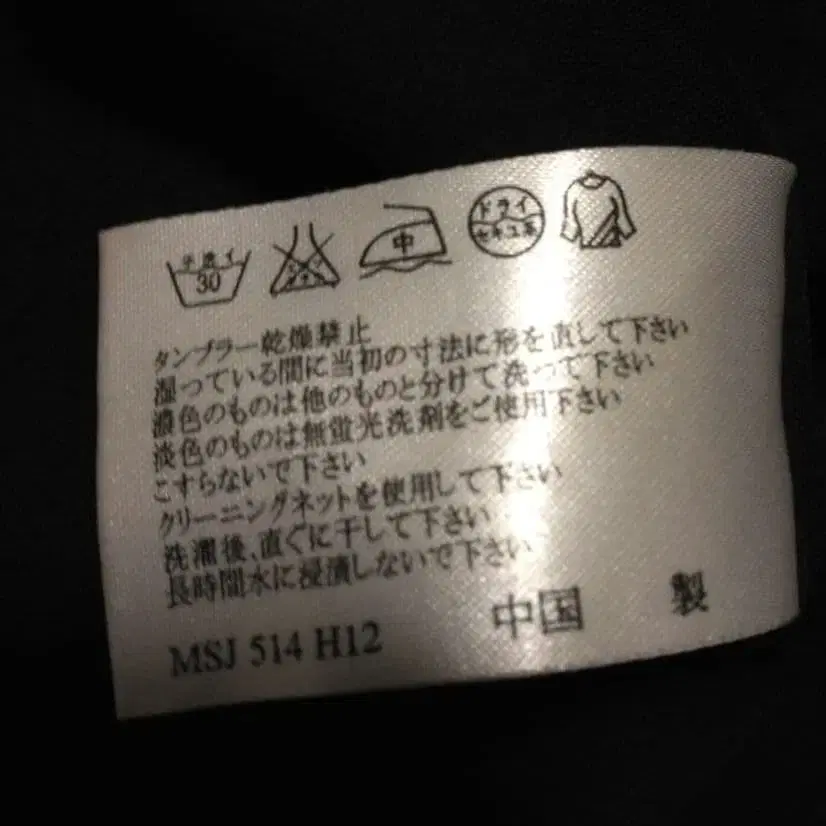 手洗イ 30 中 ドライ セキユ系
タンブラー乾燥禁止
湿っている間に当初の寸法に形を直して下さい
濃色のものは他のものと分けて洗って下さい
淡色のものは無蛍光洗剤をご使用下さい
こすらないで下さい
クリーニングネットを使用して下さい
洗濯後、直ぐに干して下さい
長時間水に浸漬しないで下さい
MSJ 514 H12 中国 製